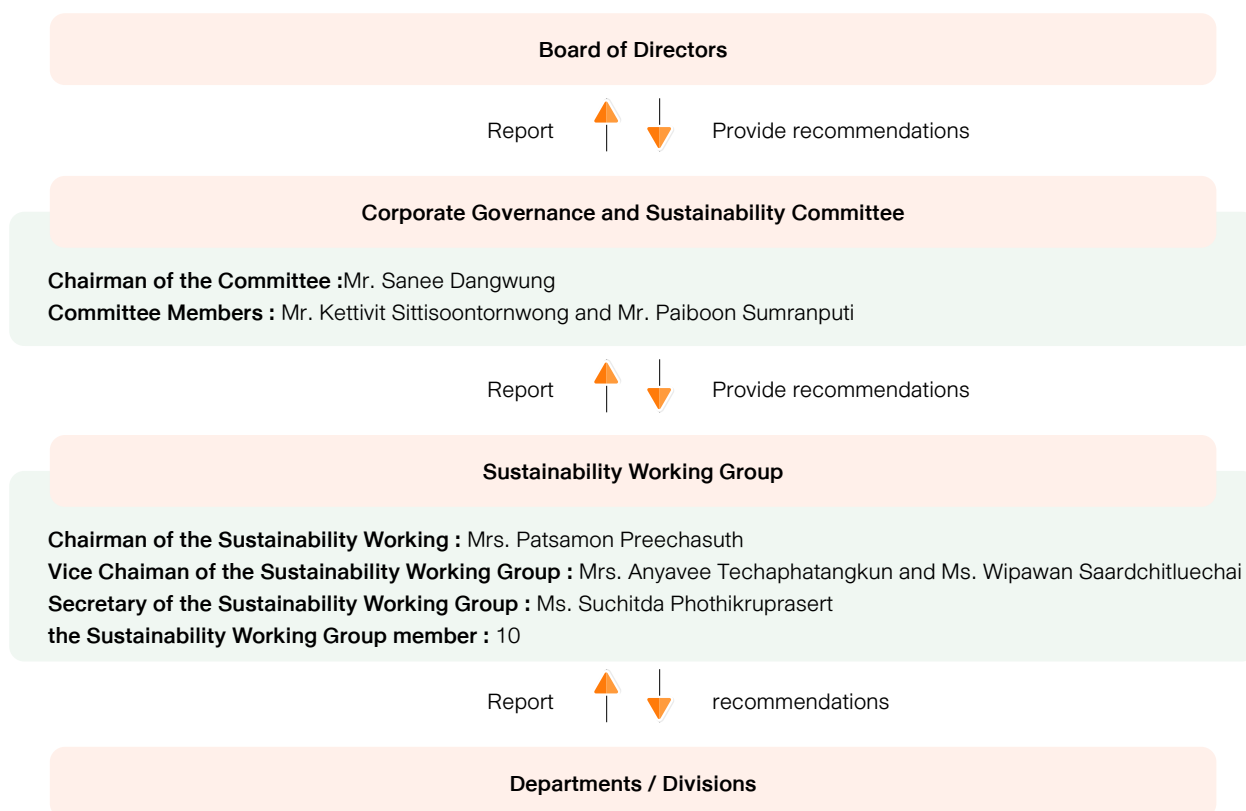 Board of Directors
Report Provide recommendations
Corporate Governance and Sustainability Committee
Chairman of the Committee :Mr. Sanee Dangwung
Committee Members : Mr. Kettivit Sittisoontornwong and Mr. Paiboon Sumranputi
Report Provide recommendations
Sustainability Working Group
Chairman of the Sustainability Working : Mrs. Patsamon Preechasuth
Vice Chaiman of the Sustainability Working Group : Mrs. Anyavee Techaphatangkun and Ms. Wipawan Saardchitluechai
Secretary of the Sustainability Working Group : Ms. Suchitda Phothikruprasert
the Sustainability Working Group member : 10
Report recommendations
Departments / Divisions